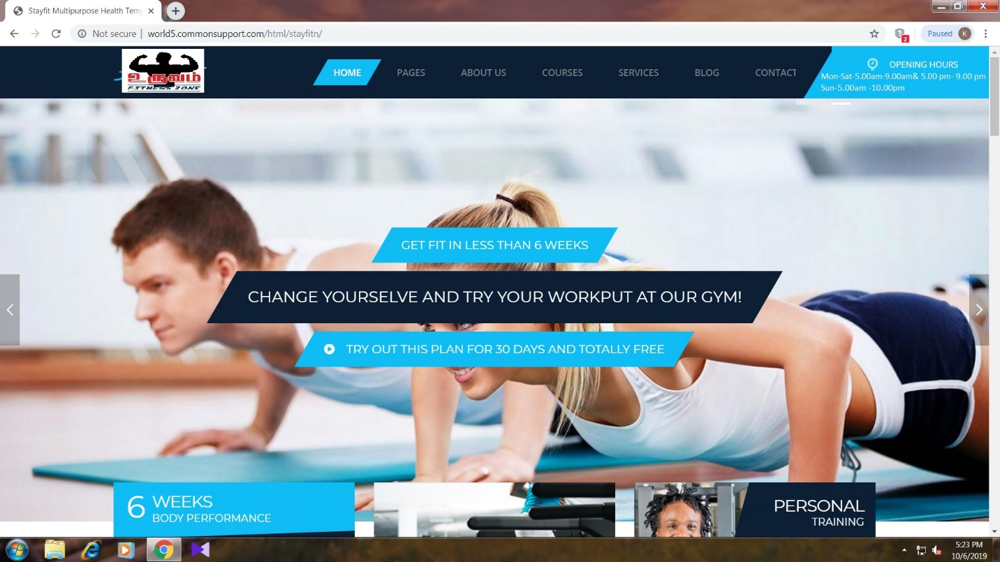 Stayfit Multipurpose Health Temp
Not secure | world5.commonsupport.com/html/stayfitn/
2
Paused K
உருவம்
FITNESS ZONE
HOME PAGES ABOUT US COURSES SERVICES BLOG CONTACT
OPENING HOURS
Mon-Sat-5.00am-9.00am& 5.00 pm- 9.00 pm
Sun-5.00am -10.00pm
GET FIT IN LESS THAN 6 WEEKS
CHANGE YOURSELVE AND TRY YOUR WORKPUT AT OUR GYM!
TRY OUT THIS PLAN FOR 30 DAYS AND TOTALLY FREE
6 WEEKS
BODY PERFORMANCE
PERSONAL
TRAINING
5:23 PM
10/6/2019